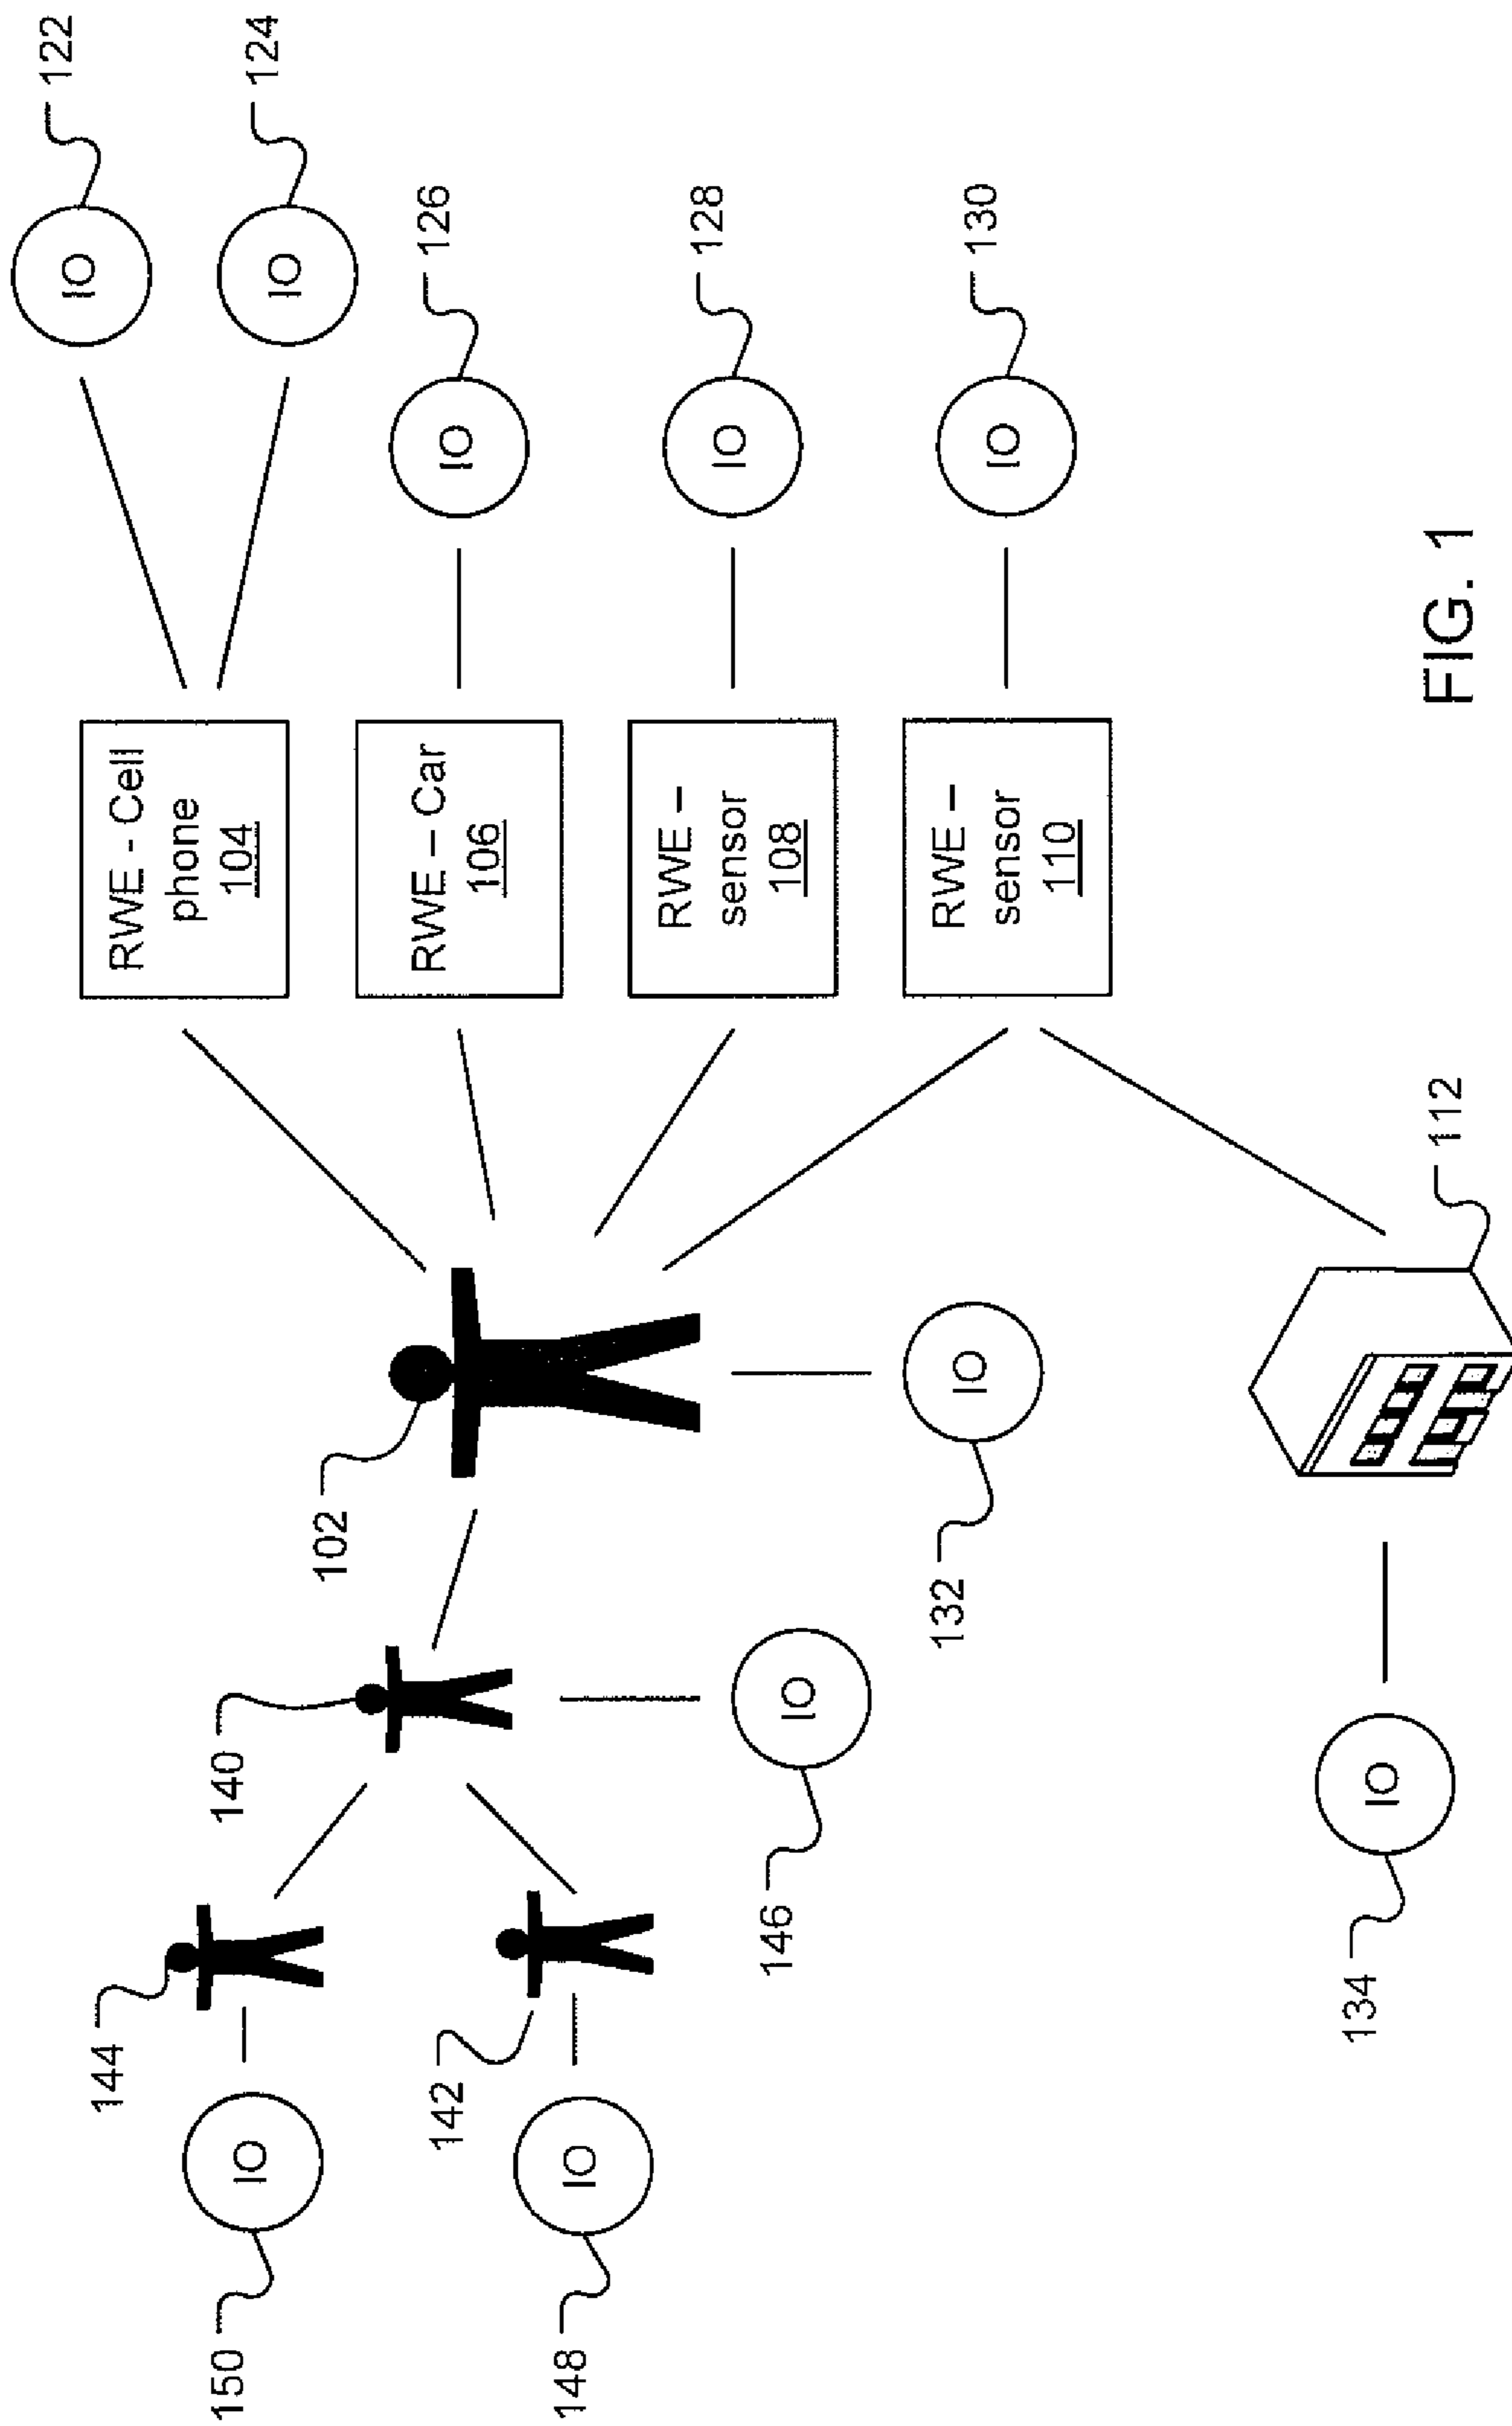 122
IO
124
IO
144
RWE - Cell
phone
104
150
IO
140
102
126
IO
RWE – Car
106
142
148
IO
128
IO
RWE –
sensor
108
146
IO
130
IO
RWE –
sensor
110
132
IO
112
134
IO
FIG. 1